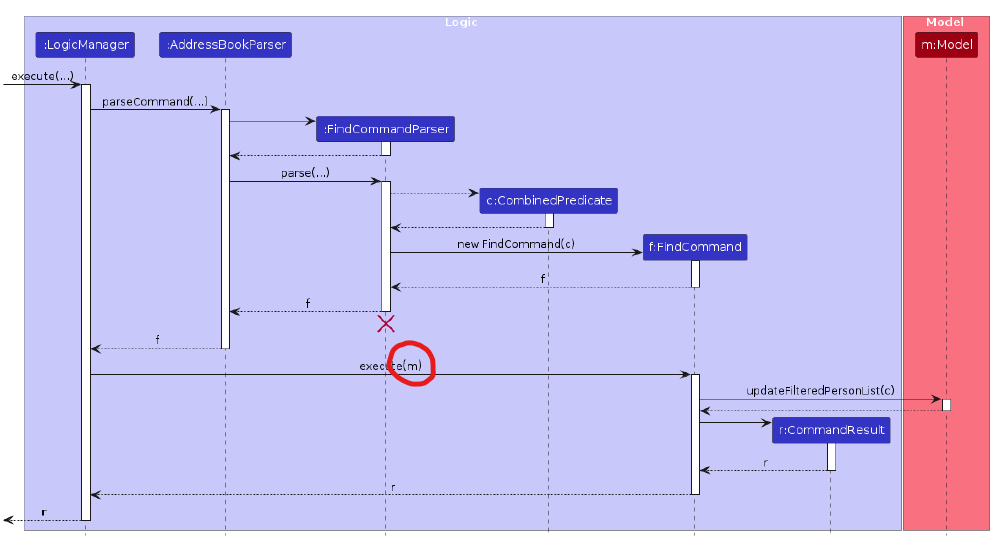 Logic
Model
:LogicManager
:AddressBookParser
m:Model
execute(...)
parseCommand(...)
:FindCommandParser
parse(...)
c:CombinedPredicate
new FindCommand(c)
f:FindCommand
f
f
f
execute(m)
updateFilteredPersonList(c)
r:CommandResult
r
r
r